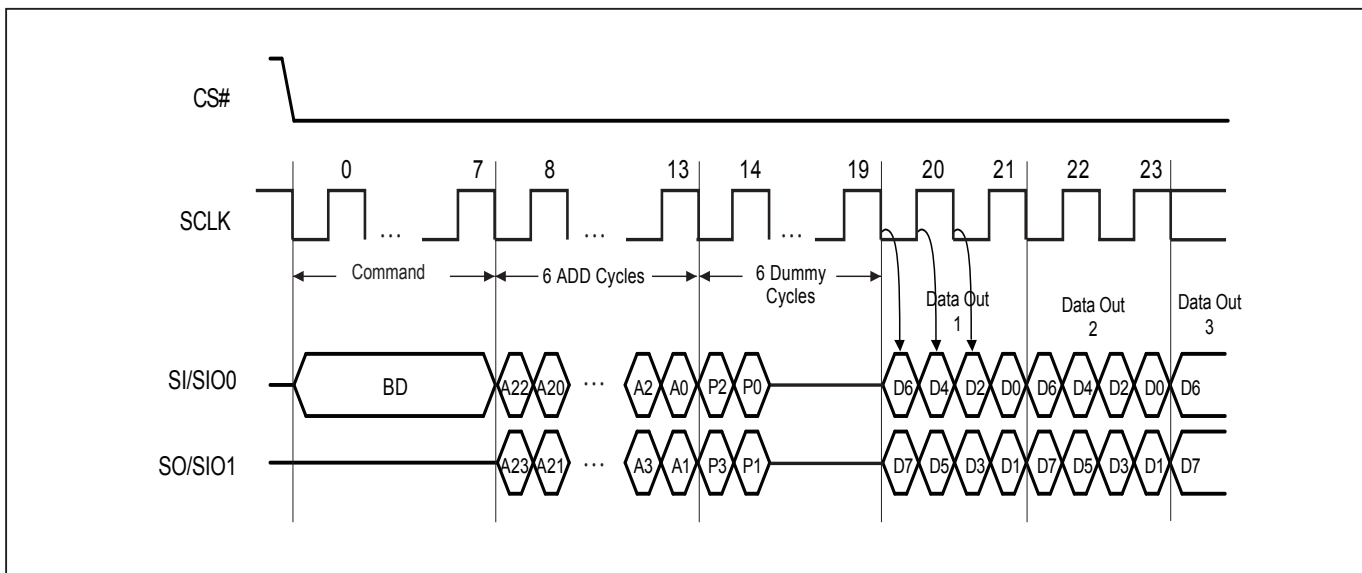 CS#
0 7 8 13 14 19 20 21 22 23
SCLK
... ... ...
Command 6 ADD Cycles 6 Dummy
Cycles
Data Out
1
Data Out
2
Data Out
3
SI/SIO0 BD A22 A20 ... A2 A0 P2 P0 D6 D4 D2 D0 D6 D4 D2 D0 D6
SO/SIO1 A23 A21 ... A3 A1 P3 P1 D7 D5 D3 D1 D7 D5 D3 D1 D7